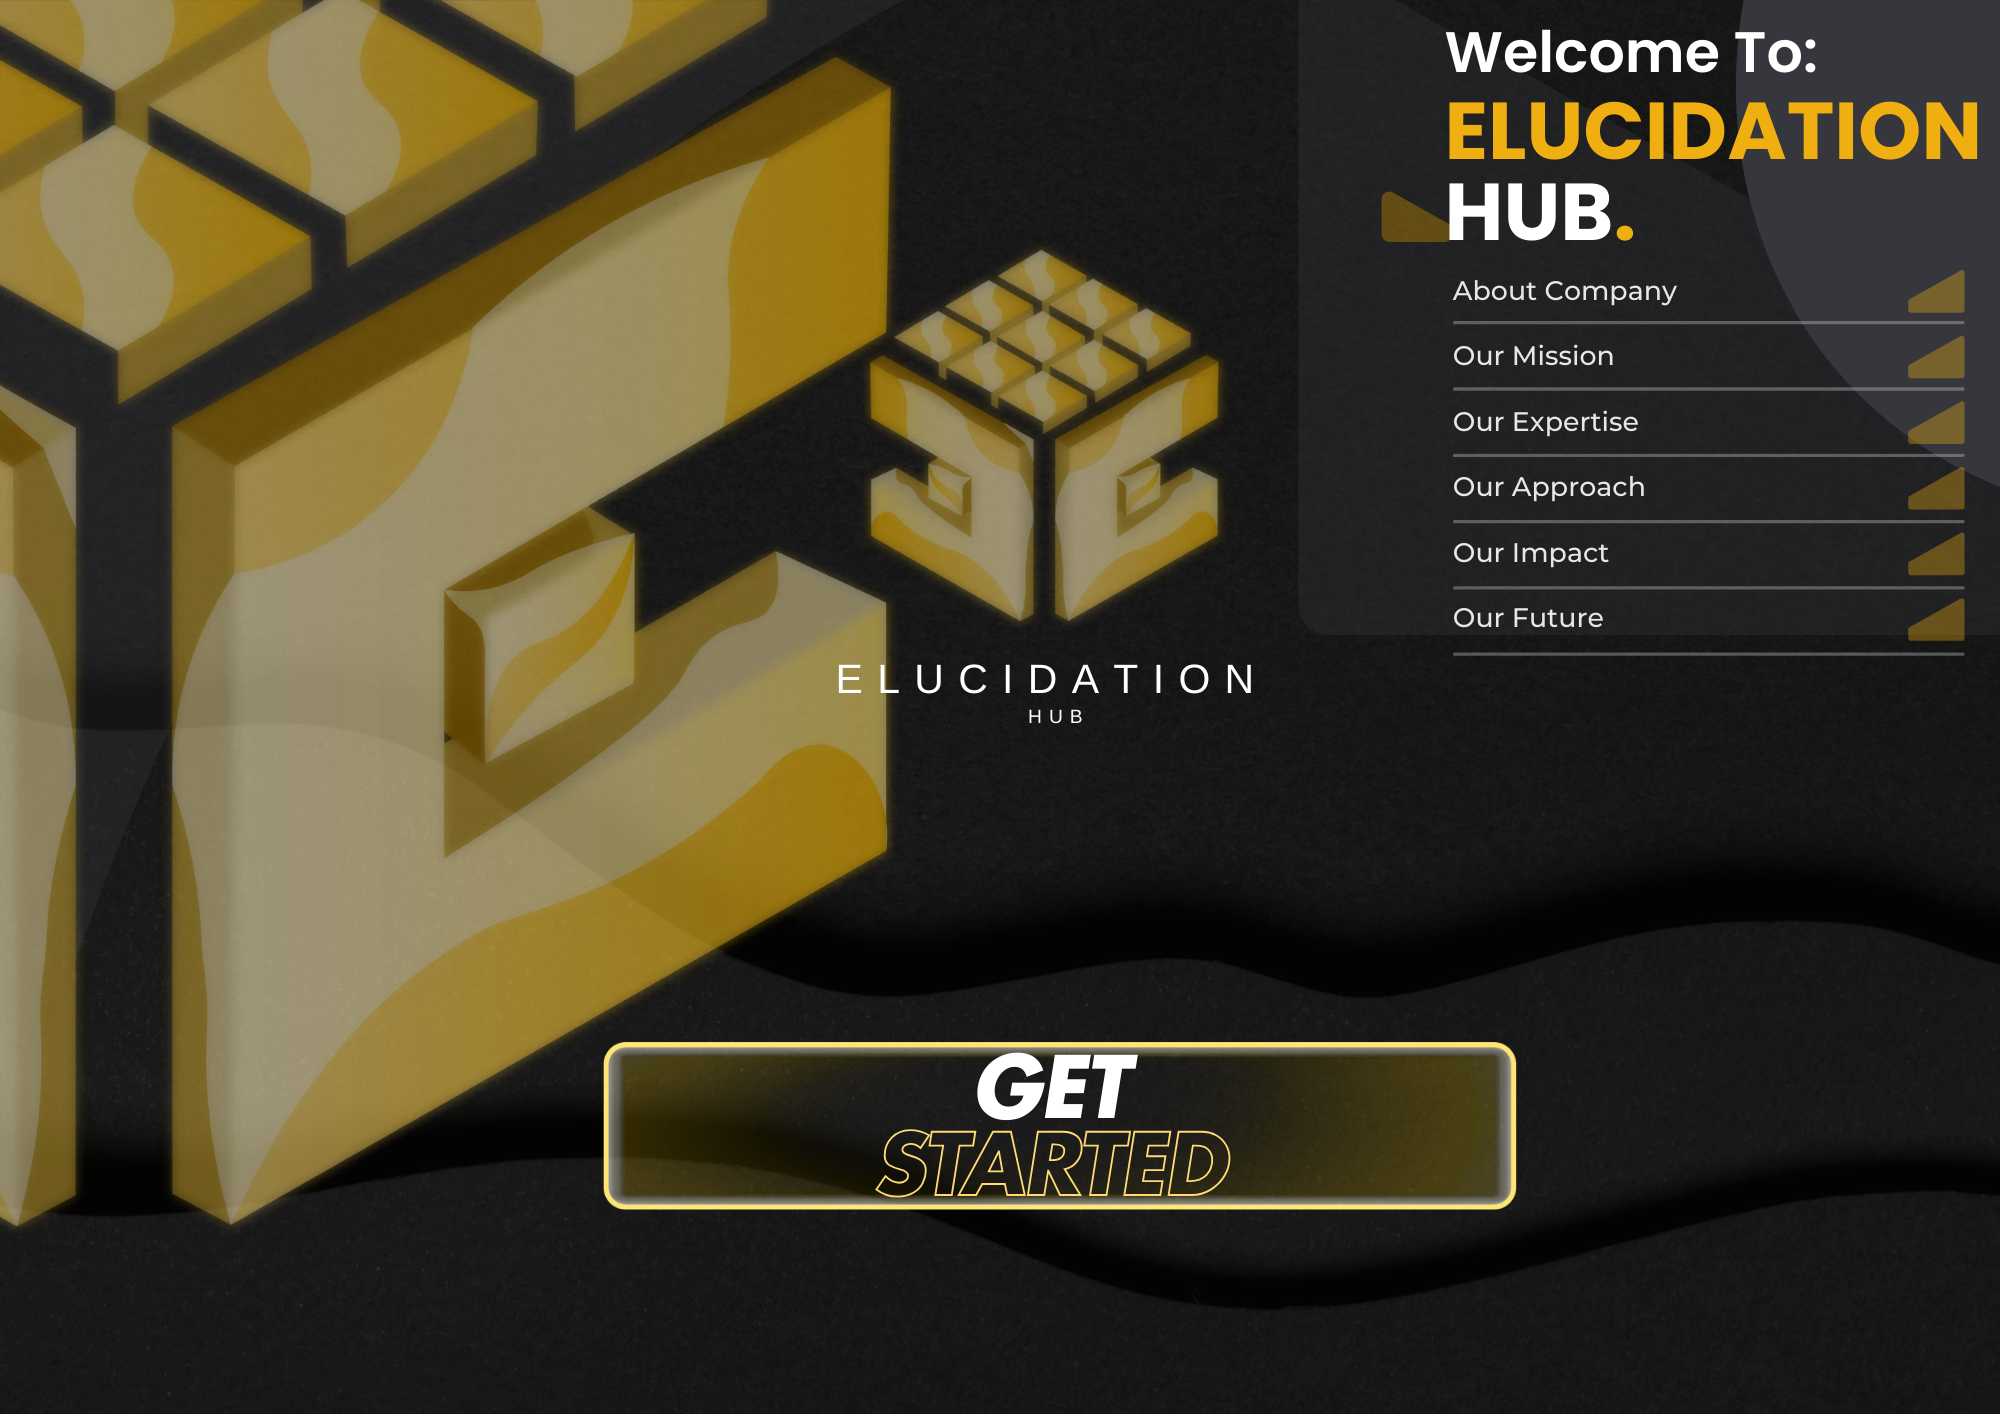 Welcome To:
ELUCIDATION
HUB.
About Company
Our Mission
Our Expertise
Our Approach
Our Impact
Our Future
ELUCIDATION
HUB
GET
STARTED